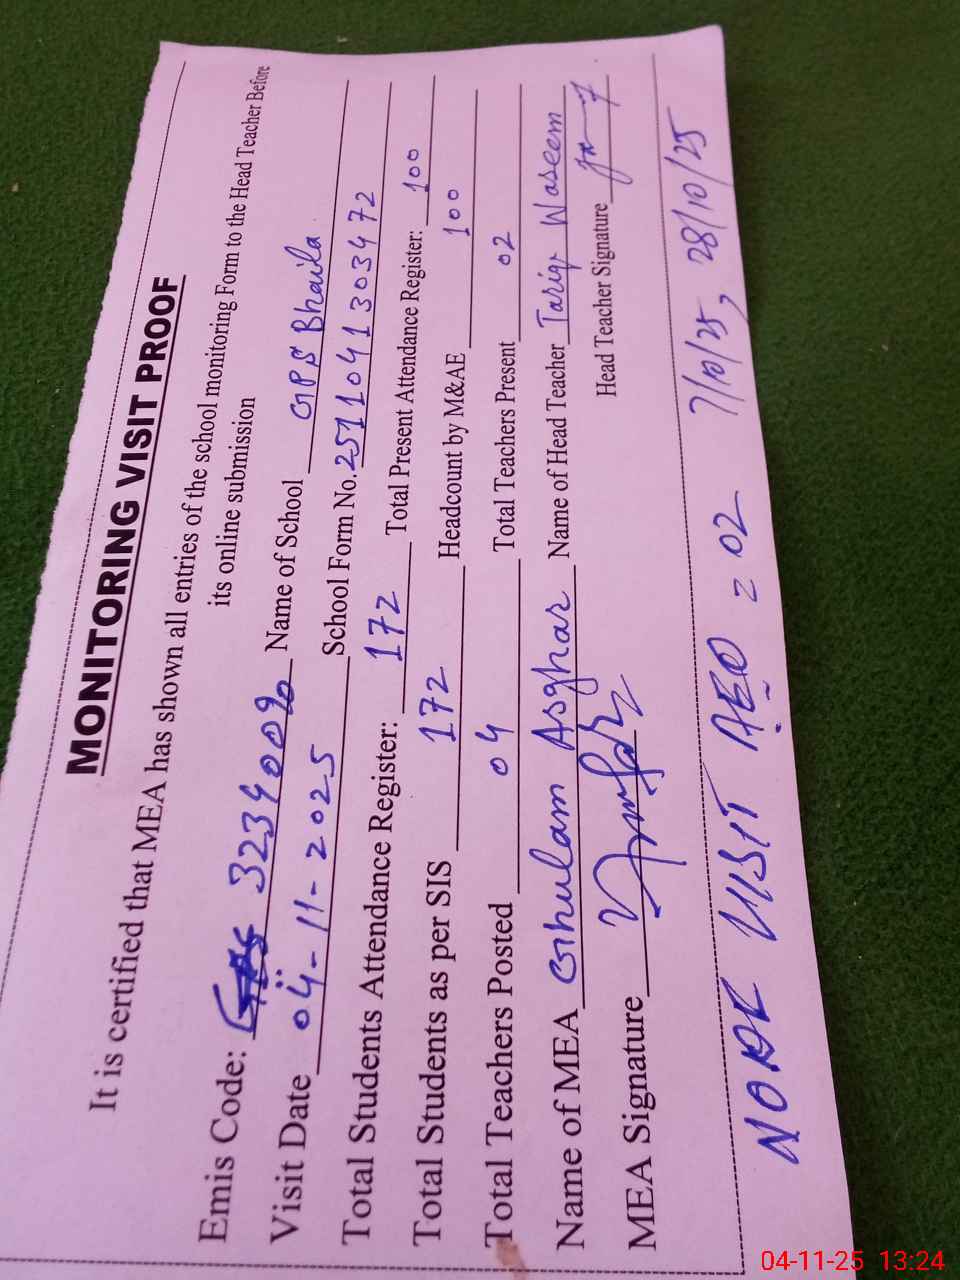 MONITORING VISIT PROOF
It is certified that MEA has shown all entries of the school monitoring Form to the Head Teacher Before
its online submission
Emis Code: 32340090 Name of School GPS Bhaila
Visit Date 04-11-2025 School Form No. 2511041303472
Total Students Attendance Register: 172 Total Present Attendance Register: 100
Total Students as per SIS 172 Headcount by M&AE 100
Total Teachers Posted 04 Total Teachers Present 02
Name of MEA Ghulam Asghar Name of Head Teacher Tariq Waseem
MEA Signature Head Teacher Signature
VISIT AEO = 02 7/10/25, 28/10/25
04-11-25 13:24